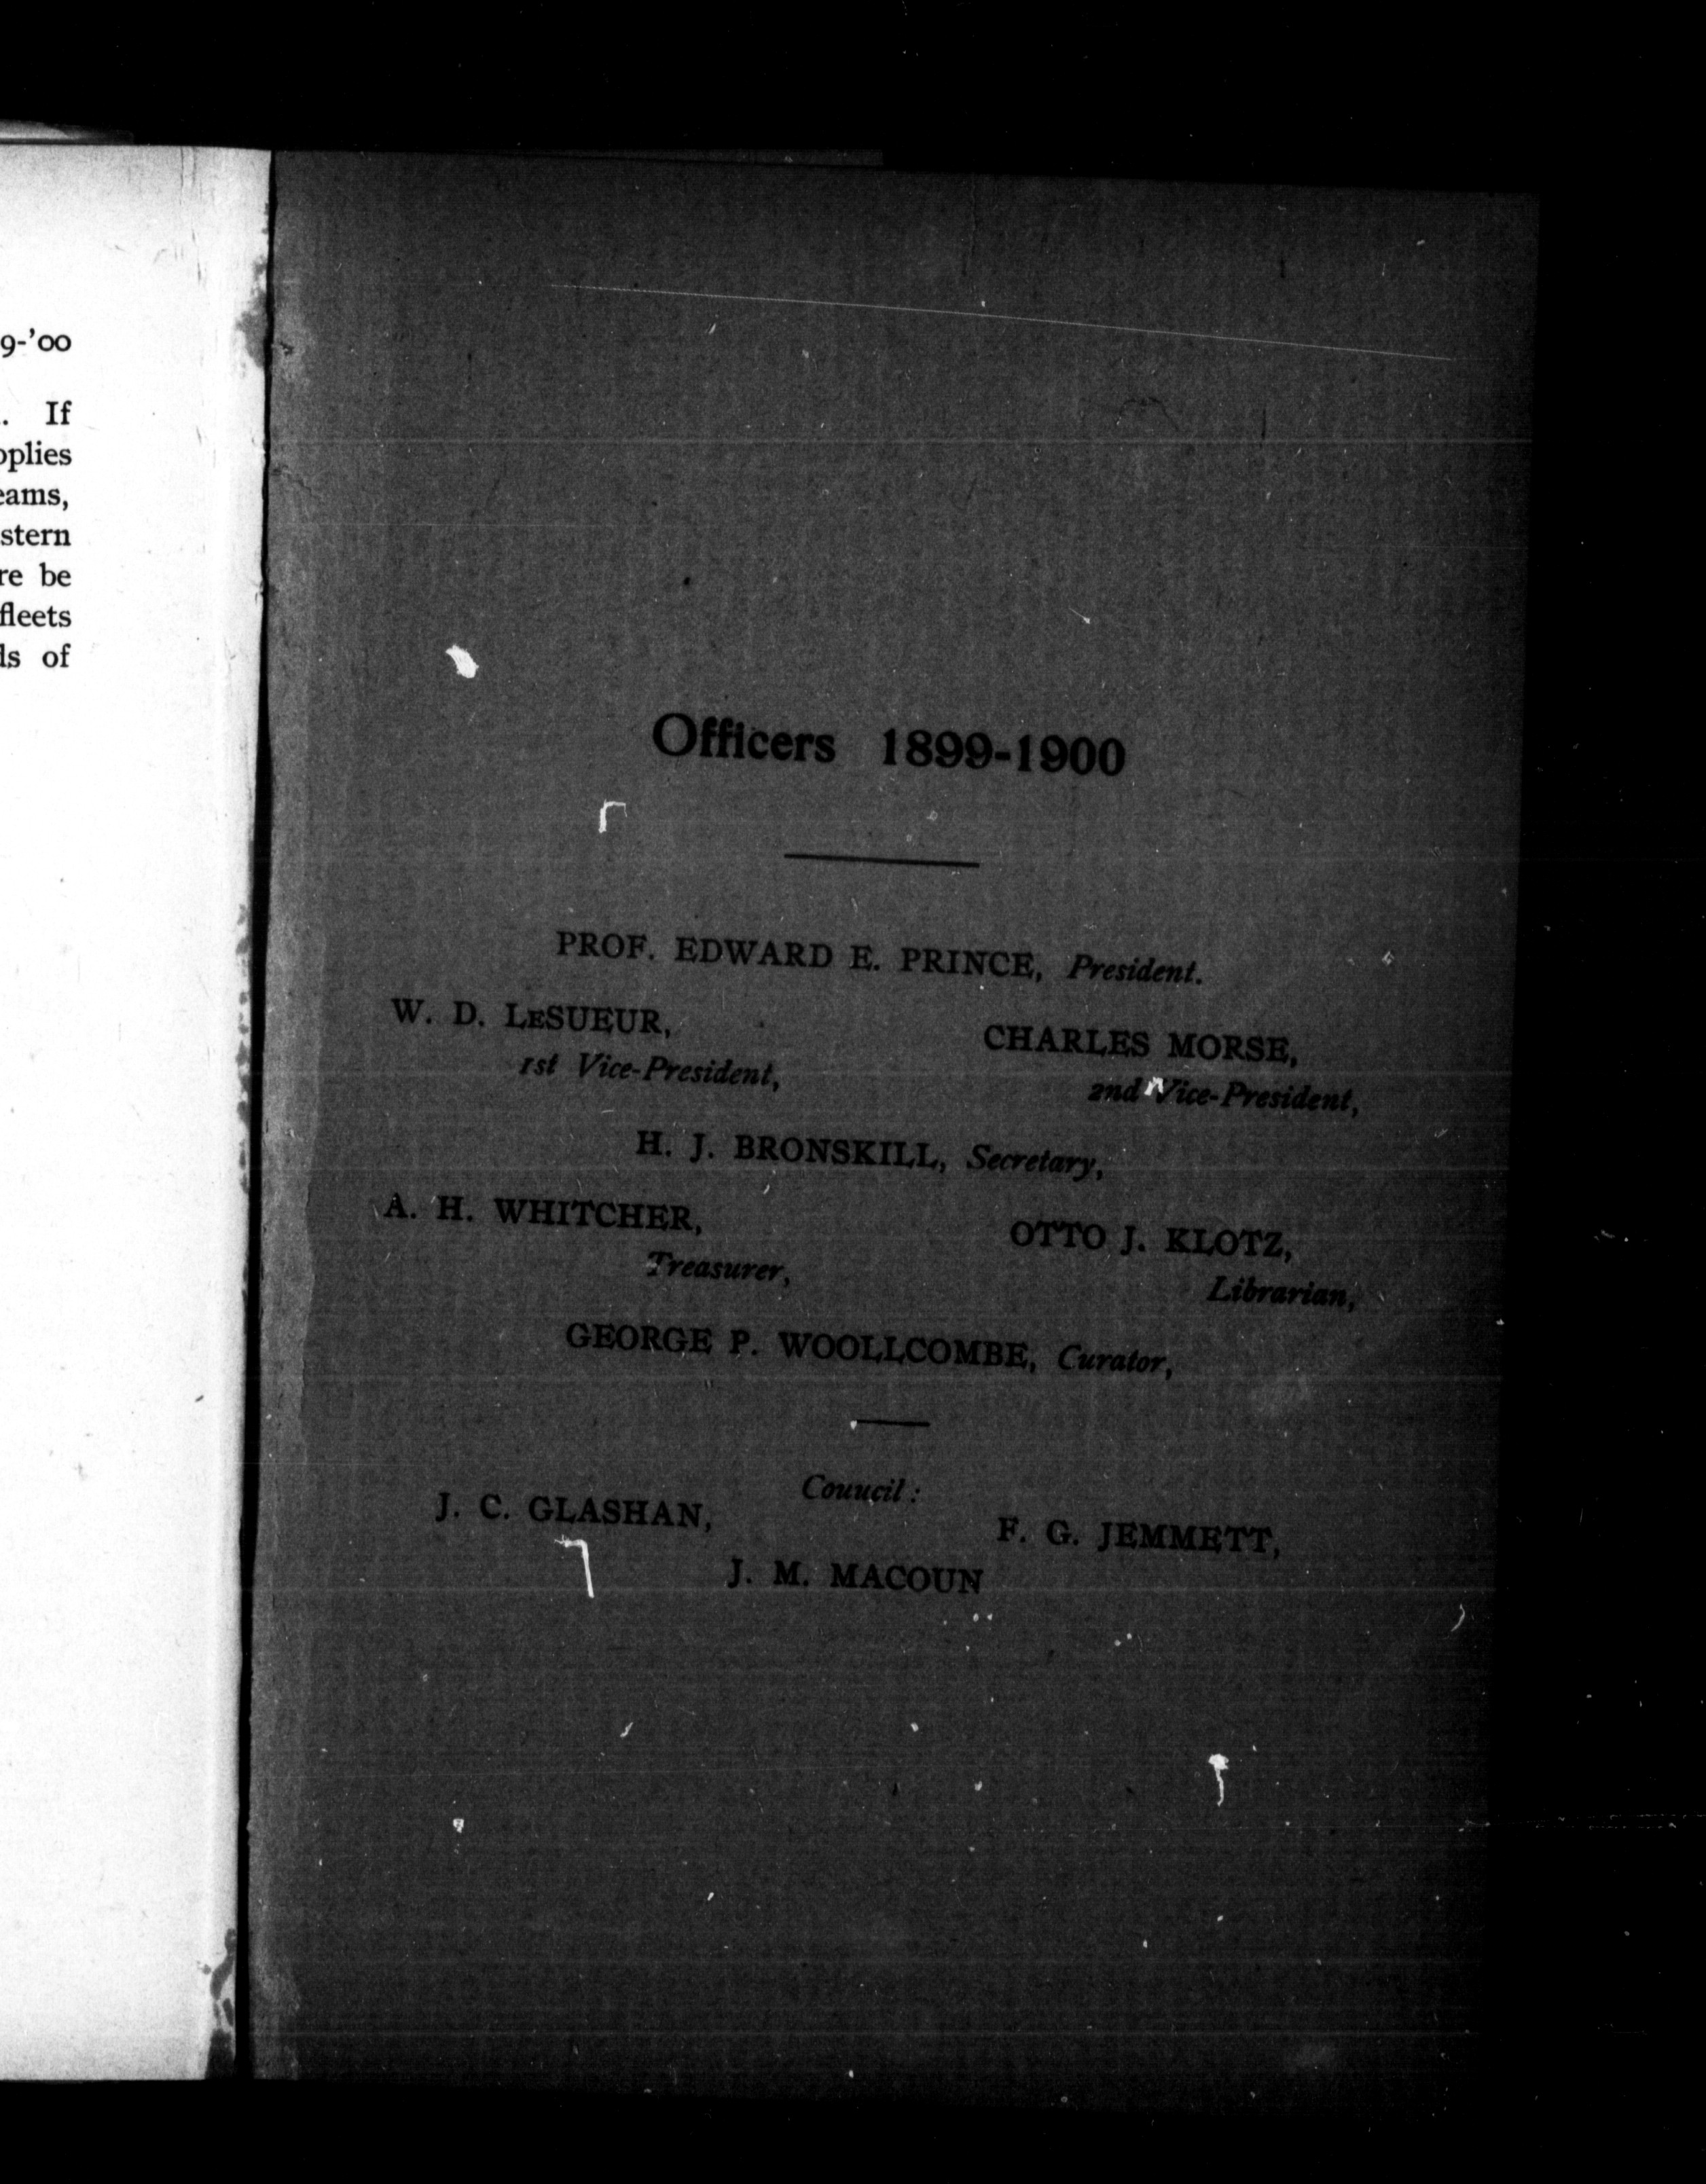 9-'00
. If
plies
eams,
stern
re be
fleets
ls of
Officers 1899-1900
PROF. EDWARD E. PRINCE, President.
W. D. LESUEUR,
1st Vice-President,
CHARLES MORSE,
2nd Vice-President,
H. J. BRONSKILL, Secretary,
A. H. WHITCHER,
Treasurer,
OTTO J. KLOTZ,
Librarian,
GEORGE P. WOOLLCOMBE, Curator,
Couucil:
J. C. GLASHAN,
F. G. JEMMETT,
J. M. MACOUN